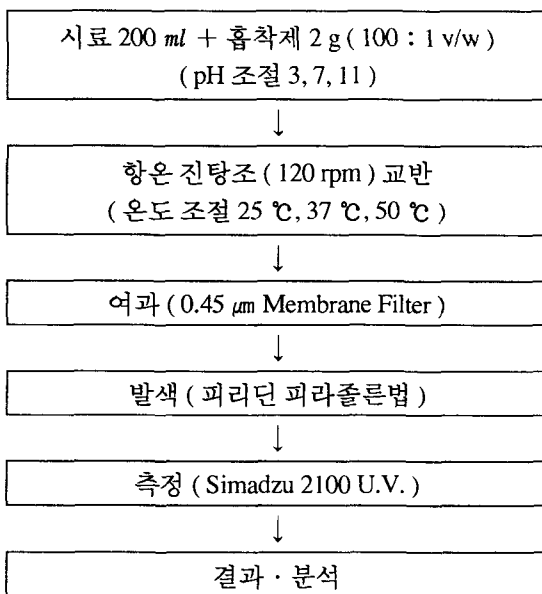 시료 200 ml + 흡착제 2 g ( 100 : 1 v/w )
( pH 조절 3, 7, 11 )
↓
항온 진탕조 ( 120 rpm ) 교반
( 온도 조절 25 ℃, 37 ℃, 50 ℃ )
↓
여과 ( 0.45 ㎛ Membrane Filter )
↓
발색 ( 피리딘 피라졸른법 )
↓
측정 ( Simadzu 2100 U.V. )
↓
결과 · 분석